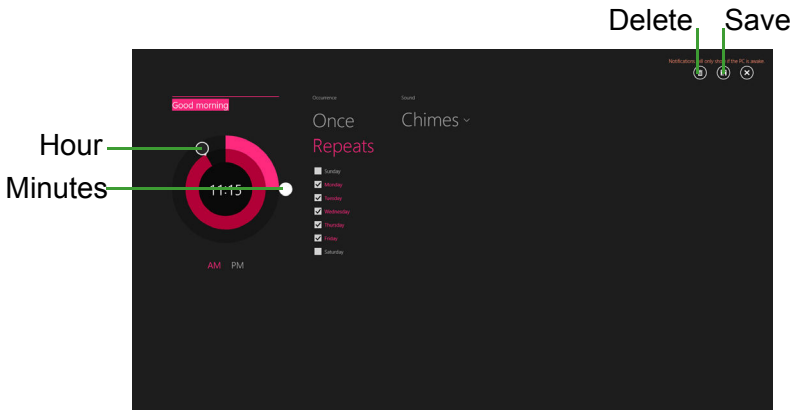 Delete Save
Notifications will only show if the PC is awake.
Good morning
Occurrence
Sound
Once
Chimes
Repeats
Hour
Minutes
11:15
Sunday
Monday
Tuesday
Wednesday
Thursday
Friday
Saturday
AM PM